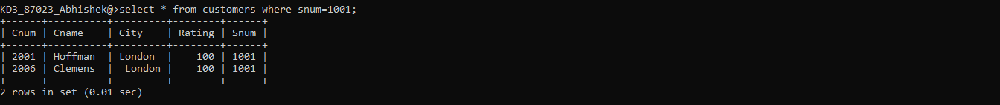 KD3_87023_Abhishek@>select * from customers where snum=1001;
+------+----------+---------+--------+------+
| Cnum | Cname    | City    | Rating | Snum |
+------+----------+---------+--------+------+
| 2001 | Hoffman  | London  |    100 | 1001 |
| 2006 | Clemens  |  London |    100 | 1001 |
+------+----------+---------+--------+------+
2 rows in set (0.01 sec)